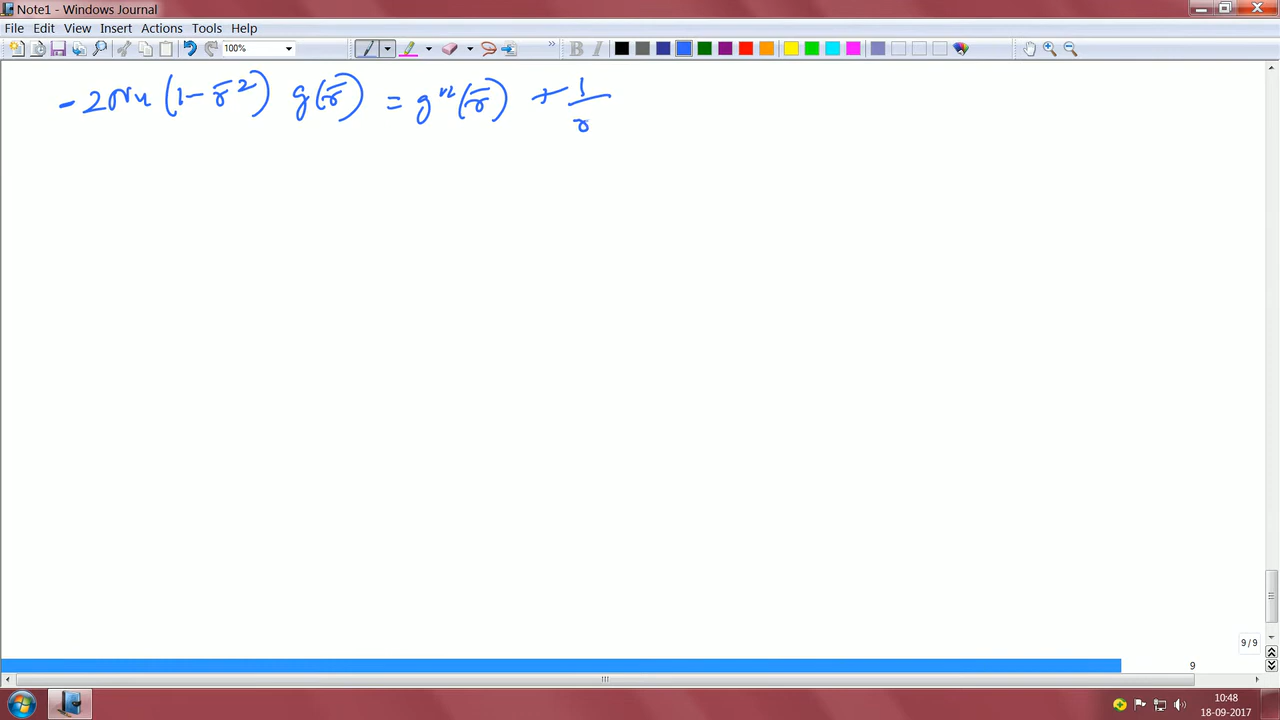 Note1 - Windows Journal
File Edit View Insert Actions Tools Help
100%
-2Nu (1-r̄²) g(r̄) = g''(r̄) + 1/r
9 / 9
9
10:48
18-09-2017